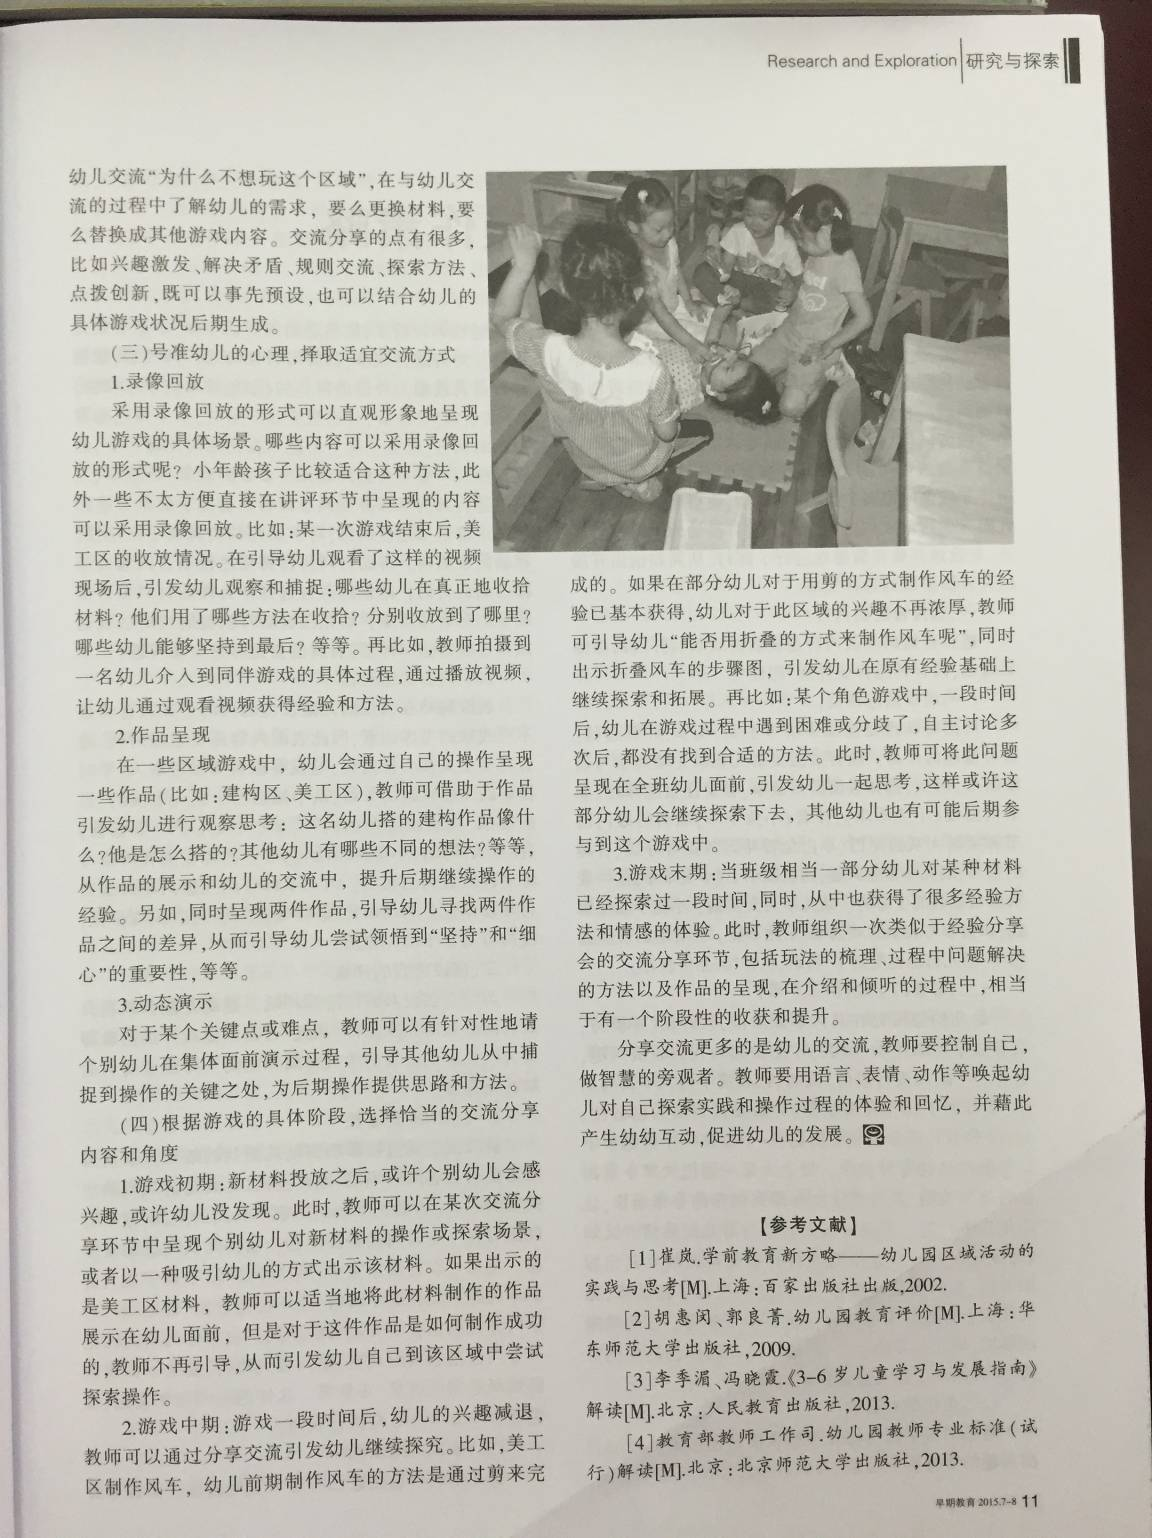 Research and Exploration 研究与探索
幼儿交流“为什么不想玩这个区域”,在与幼儿交
流的过程中了解幼儿的需求，要么更换材料,要
么替换成其他游戏内容。交流分享的点有很多，
比如兴趣激发、解决矛盾、规则交流、探索方法、
点拨创新,既可以事先预设,也可以结合幼儿的
具体游戏状况后期生成。
(三)号准幼儿的心理,择取适宜交流方式
1.录像回放
采用录像回放的形式可以直观形象地呈现
幼儿游戏的具体场景。哪些内容可以采用录像回
放的形式呢？小年龄孩子比较适合这种方法,此
外一些不太方便直接在讲评环节中呈现的内容
可以采用录像回放。比如:某一次游戏结束后,美
工区的收放情况。在引导幼儿观看了这样的视频
现场后,引发幼儿观察和捕捉:哪些幼儿在真正地收拾
材料？他们用了哪些方法在收拾？分别收放到了哪里？
哪些幼儿能够坚持到最后？等等。再比如,教师拍摄到
一名幼儿介入到同伴游戏的具体过程,通过播放视频，
让幼儿通过观看视频获得经验和方法。
2.作品呈现
在一些区域游戏中，幼儿会通过自己的操作呈现
一些作品(比如:建构区、美工区),教师可借助于作品
引发幼儿进行观察思考：这名幼儿搭的建构作品像什
么?他是怎么搭的?其他幼儿有哪些不同的想法?等等，
从作品的展示和幼儿的交流中，提升后期继续操作的
经验。另如,同时呈现两件作品,引导幼儿寻找两件作
品之间的差异,从而引导幼儿尝试领悟到“坚持”和“细
心”的重要性,等等。
3.动态演示
对于某个关键点或难点，教师可以有针对性地请
个别幼儿在集体面前演示过程，引导其他幼儿从中捕
捉到操作的关键之处,为后期操作提供思路和方法。
(四)根据游戏的具体阶段,选择恰当的交流分享
内容和角度
1.游戏初期:新材料投放之后,或许个别幼儿会感
兴趣,或许幼儿没发现。此时,教师可以在某次交流分
享环节中呈现个别幼儿对新材料的操作或探索场景，
或者以一种吸引幼儿的方式出示该材料。如果出示的
是美工区材料，教师可以适当地将此材料制作的作品
展示在幼儿面前，但是对于这件作品是如何制作成功
的,教师不再引导,从而引发幼儿自己到该区域中尝试
探索操作。
2.游戏中期:游戏一段时间后,幼儿的兴趣减退，
教师可以通过分享交流引发幼儿继续探究。比如,美工
区制作风车，幼儿前期制作风车的方法是通过剪来完
成的。如果在部分幼儿对于用剪的方式制作风车的经
验已基本获得,幼儿对于此区域的兴趣不再浓厚,教师
可引导幼儿“能否用折叠的方式来制作风车呢”,同时
出示折叠风车的步骤图，引发幼儿在原有经验基础上
继续探索和拓展。再比如:某个角色游戏中,一段时间
后,幼儿在游戏过程中遇到困难或分歧了,自主讨论多
次后,都没有找到合适的方法。此时,教师可将此问题
呈现在全班幼儿面前,引发幼儿一起思考,这样或许这
部分幼儿会继续探索下去，其他幼儿也有可能后期参
与到这个游戏中。
3.游戏末期:当班级相当一部分幼儿对某种材料
已经探索过一段时间,同时,从中也获得了很多经验方
法和情感的体验。此时,教师组织一次类似于经验分享
会的交流分享环节,包括玩法的梳理、过程中问题解决
的方法以及作品的呈现,在介绍和倾听的过程中,相当
于有一个阶段性的收获和提升。
分享交流更多的是幼儿的交流,教师要控制自己，
做智慧的旁观者。教师要用语言、表情、动作等唤起幼
儿对自己探索实践和操作过程的体验和回忆，并藉此
产生幼幼互动,促进幼儿的发展。
【参考文献】
[1]崔岚.学前教育新方略——幼儿园区域活动的
实践与思考[M].上海:百家出版社出版,2002.
[2]胡惠闵、郭良菁.幼儿园教育评价[M].上海:华
东师范大学出版社,2009.
[3]李季湄、冯晓霞.《3-6岁儿童学习与发展指南》
解读[M].北京:人民教育出版社,2013.
[4]教育部教师工作司.幼儿园教师专业标准(试
行)解读[M].北京:北京师范大学出版社,2013.
早期教育 2015.7-8 11